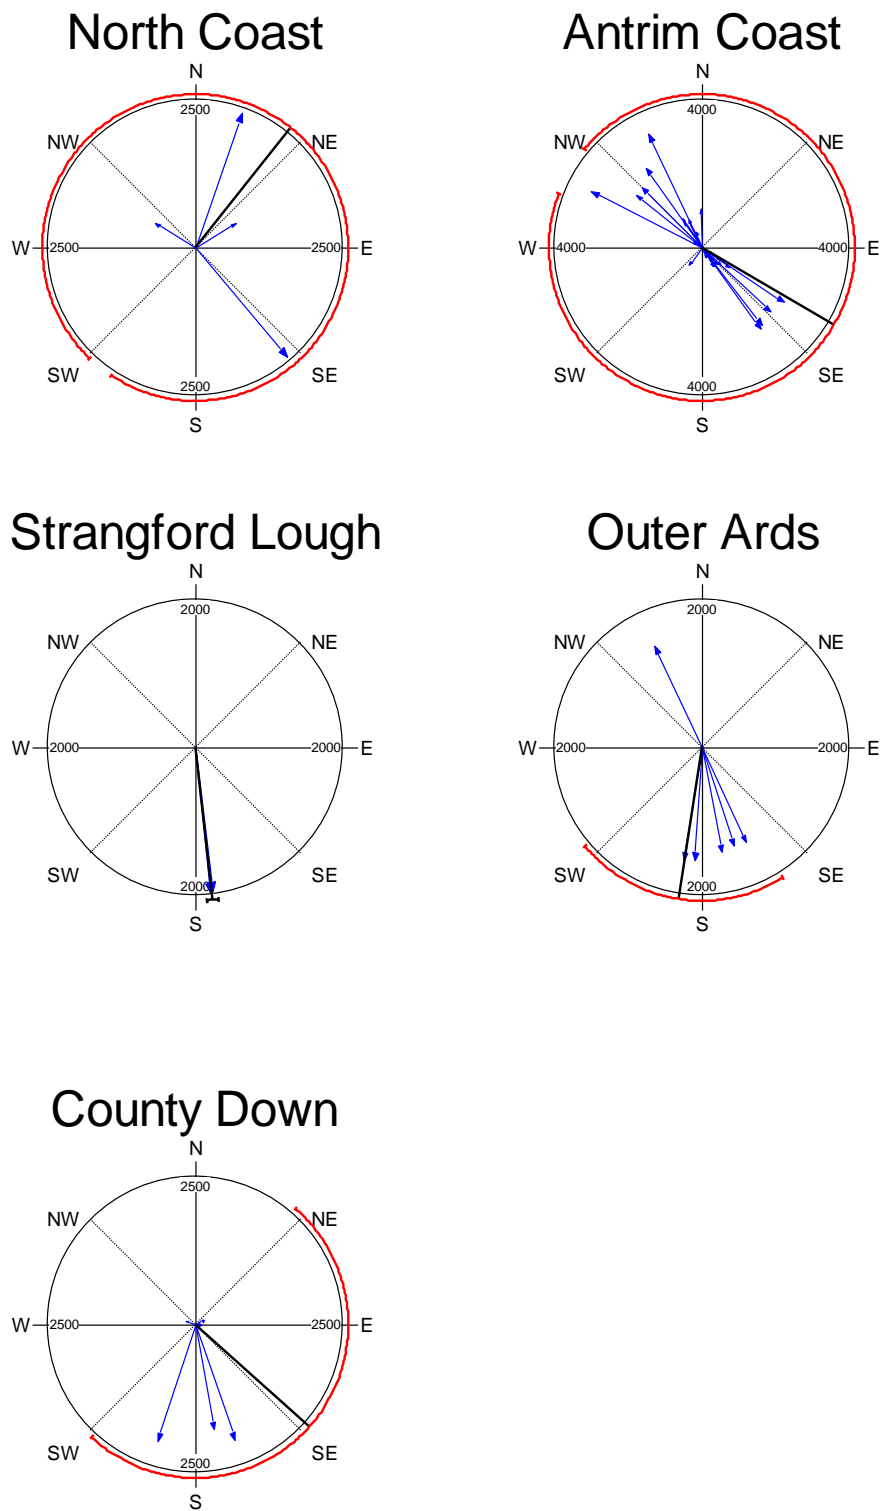 North Coast
N
2500
NW
NE
W
2500
2500
E
SW
SE
2500
S
Antrim Coast
N
4000
NW
NE
W
4000
4000
E
SW
SE
4000
S
Strangford Lough
N
2000
NW
NE
W
2000
2000
E
SW
SE
2000
S
Outer Ards
N
2000
NW
NE
W
2000
2000
E
SW
SE
2000
S
County Down
N
2500
NW
NE
W
2500
2500
E
SW
SE
2500
S